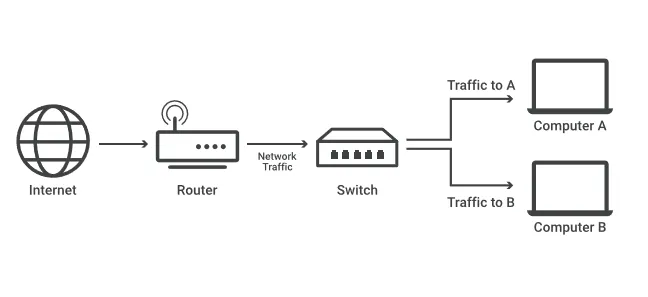 Internet
Router
Network
Traffic
Switch
Traffic to A
Computer A
Traffic to B
Computer B